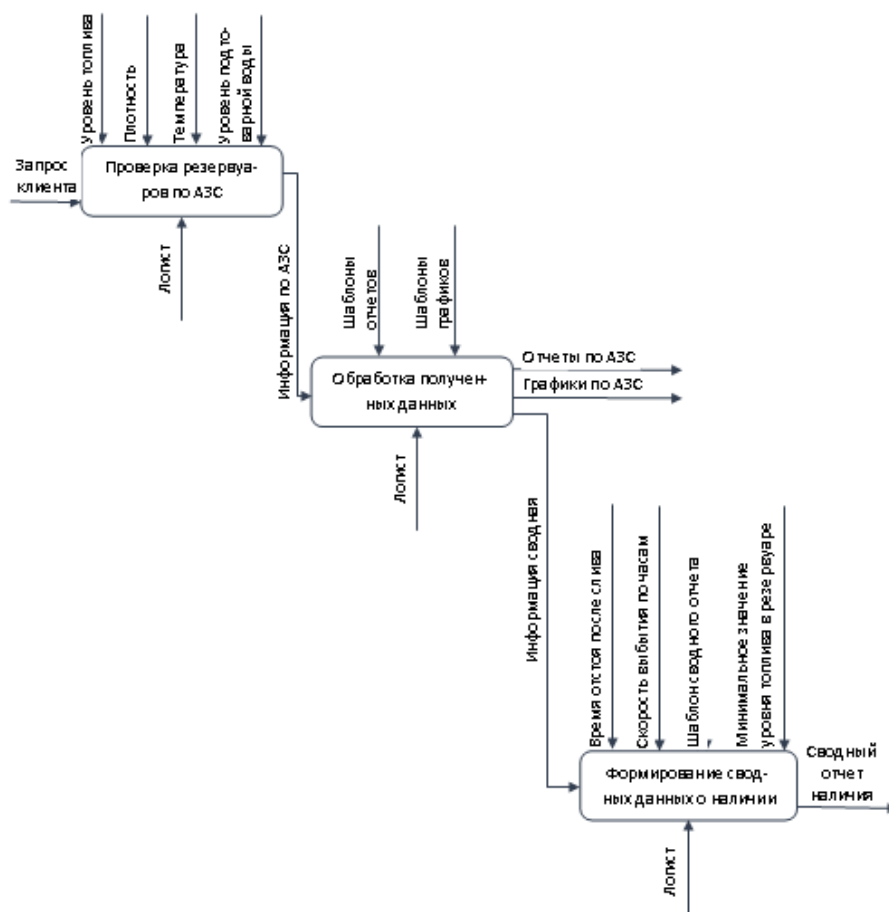 Уровень топлива
Плотность
Температура
Уровень подто-
варной воды
Запрос
клиента
Проверка резервуа-
ров по АЗС
Логист
Информация по АЗС
Шаблоны
отчетов
Шаблоны
графиков
Обработка получен-
ных данных
Отчеты по АЗС
Графики по АЗС
Логист
Информация сводная
Время отстоя после слива
Скорость выбытия по часам
Шаблон сводного отчета
Минимальное значение
уровня топлива в резервуаре
Формирование свод-
ных данных о наличии
Сводный
отчет
наличия
Логист